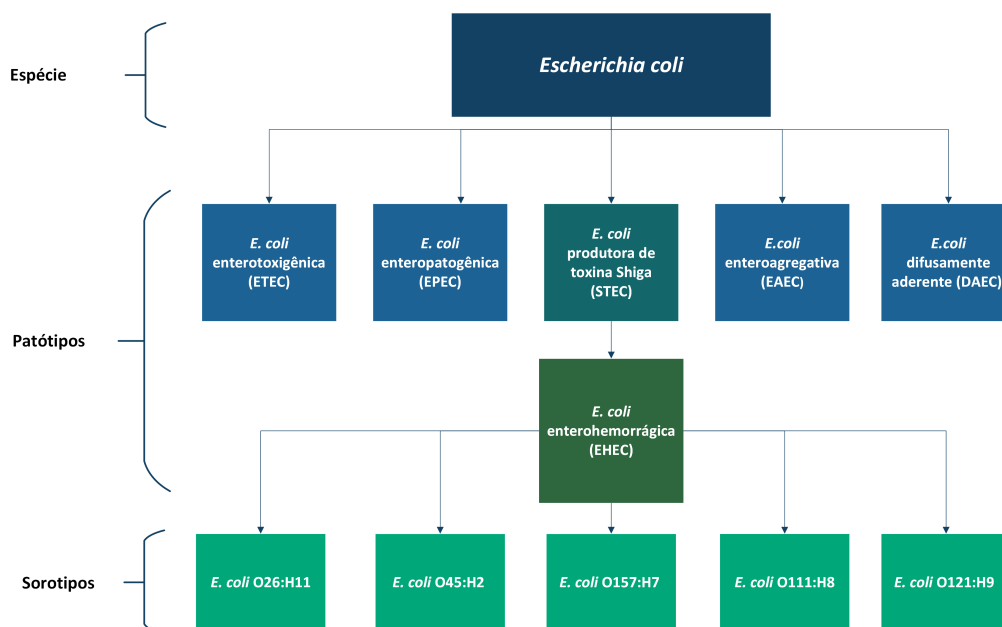 Espécie
Escherichia coli
Patótipos
E. coli
enterotoxigênica
(ETEC)
E. coli
enteropatogênica
(EPEC)
E. coli
produtora de
toxina Shiga
(STEC)
E.coli
enteroagregativa
(EAEC)
E.coli
difusamente
aderente (DAEC)
E. coli
enterohemorrágica
(EHEC)
Sorotipos
E. coli O26:H11
E. coli O45:H2
E. coli O157:H7
E. coli O111:H8
E. coli O121:H9